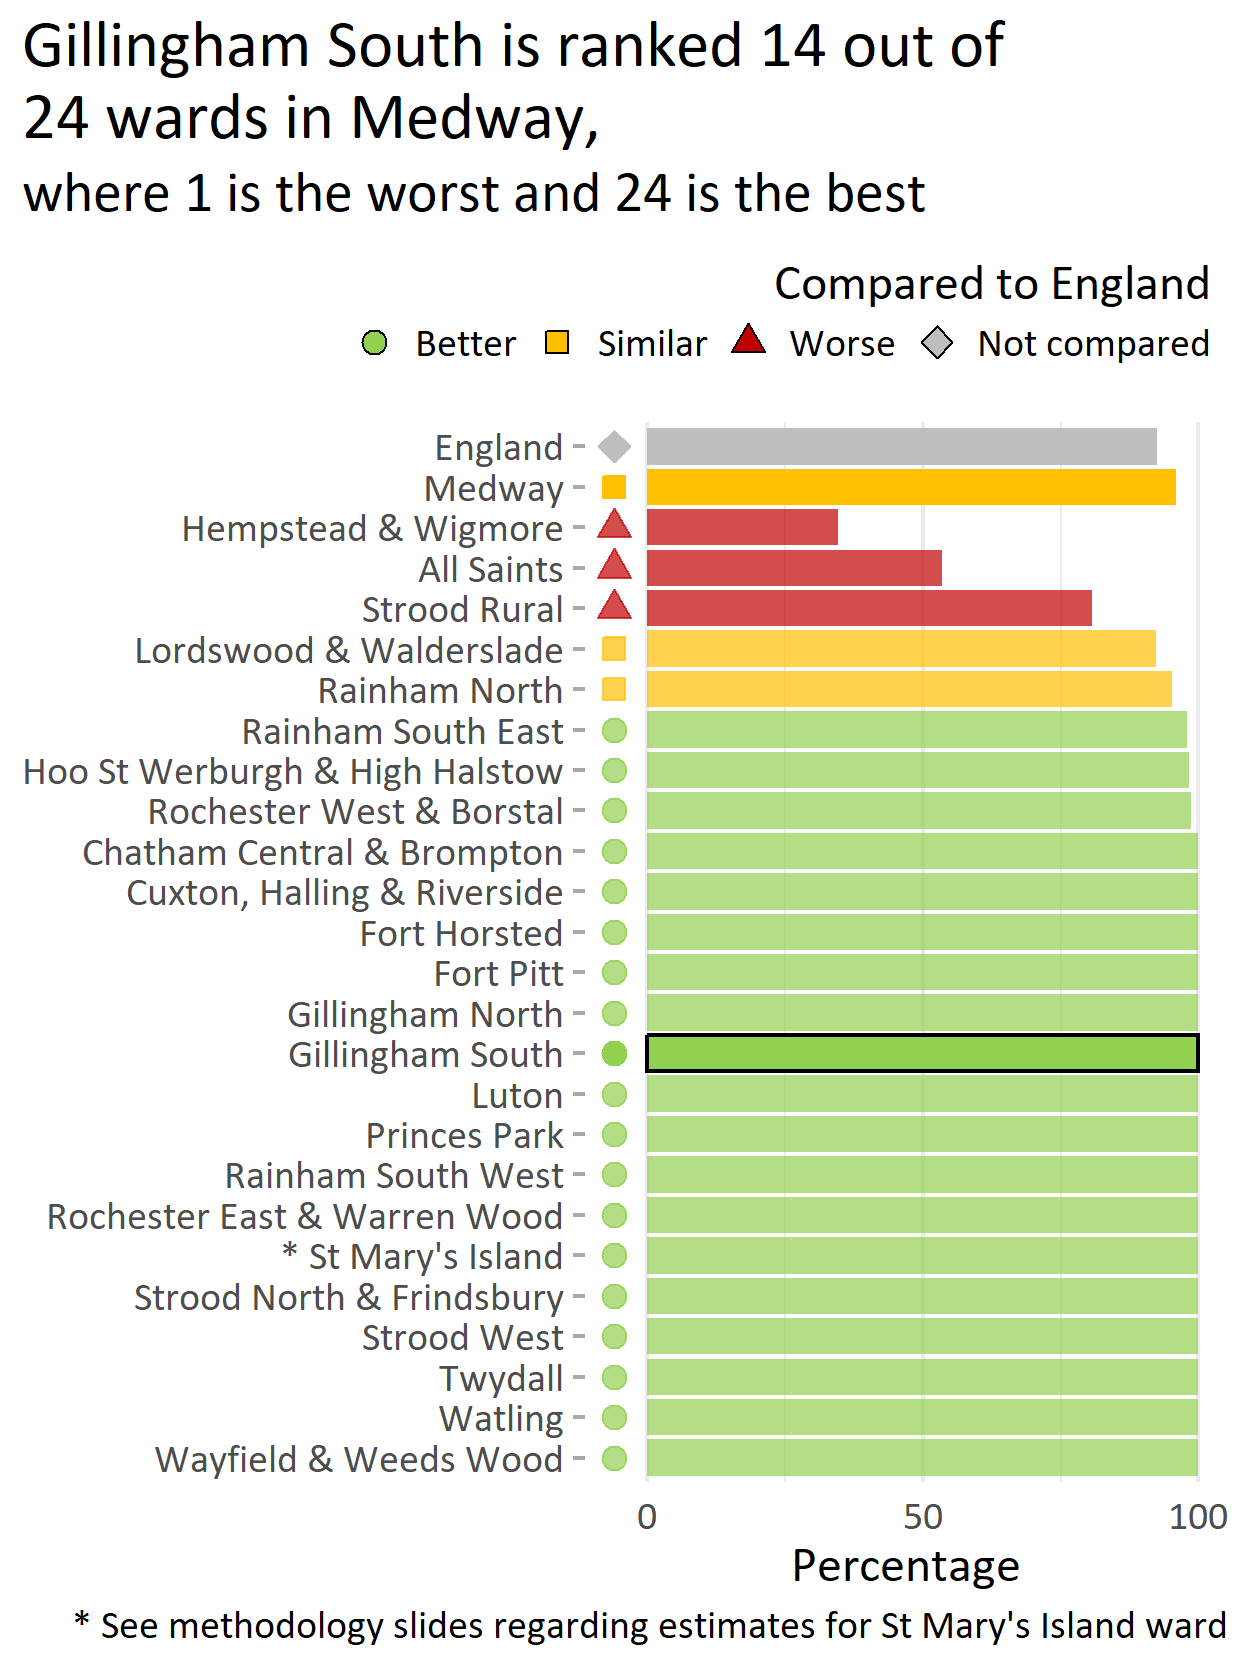 Gillingham South is ranked 14 out of
24 wards in Medway,
where 1 is the worst and 24 is the best
Compared to England
Better Similar Worse Not compared
England
Medway
Hempstead & Wigmore
All Saints
Strood Rural
Lordswood & Walderslade
Rainham North
Rainham South East
Hoo St Werburgh & High Halstow
Rochester West & Borstal
Chatham Central & Brompton
Cuxton, Halling & Riverside
Fort Horsted
Fort Pitt
Gillingham North
Gillingham South
Luton
Princes Park
Rainham South West
Rochester East & Warren Wood
* St Mary's Island
Strood North & Frindsbury
Strood West
Twydall
Watling
Wayfield & Weeds Wood
0 50 100
Percentage
* See methodology slides regarding estimates for St Mary's Island ward